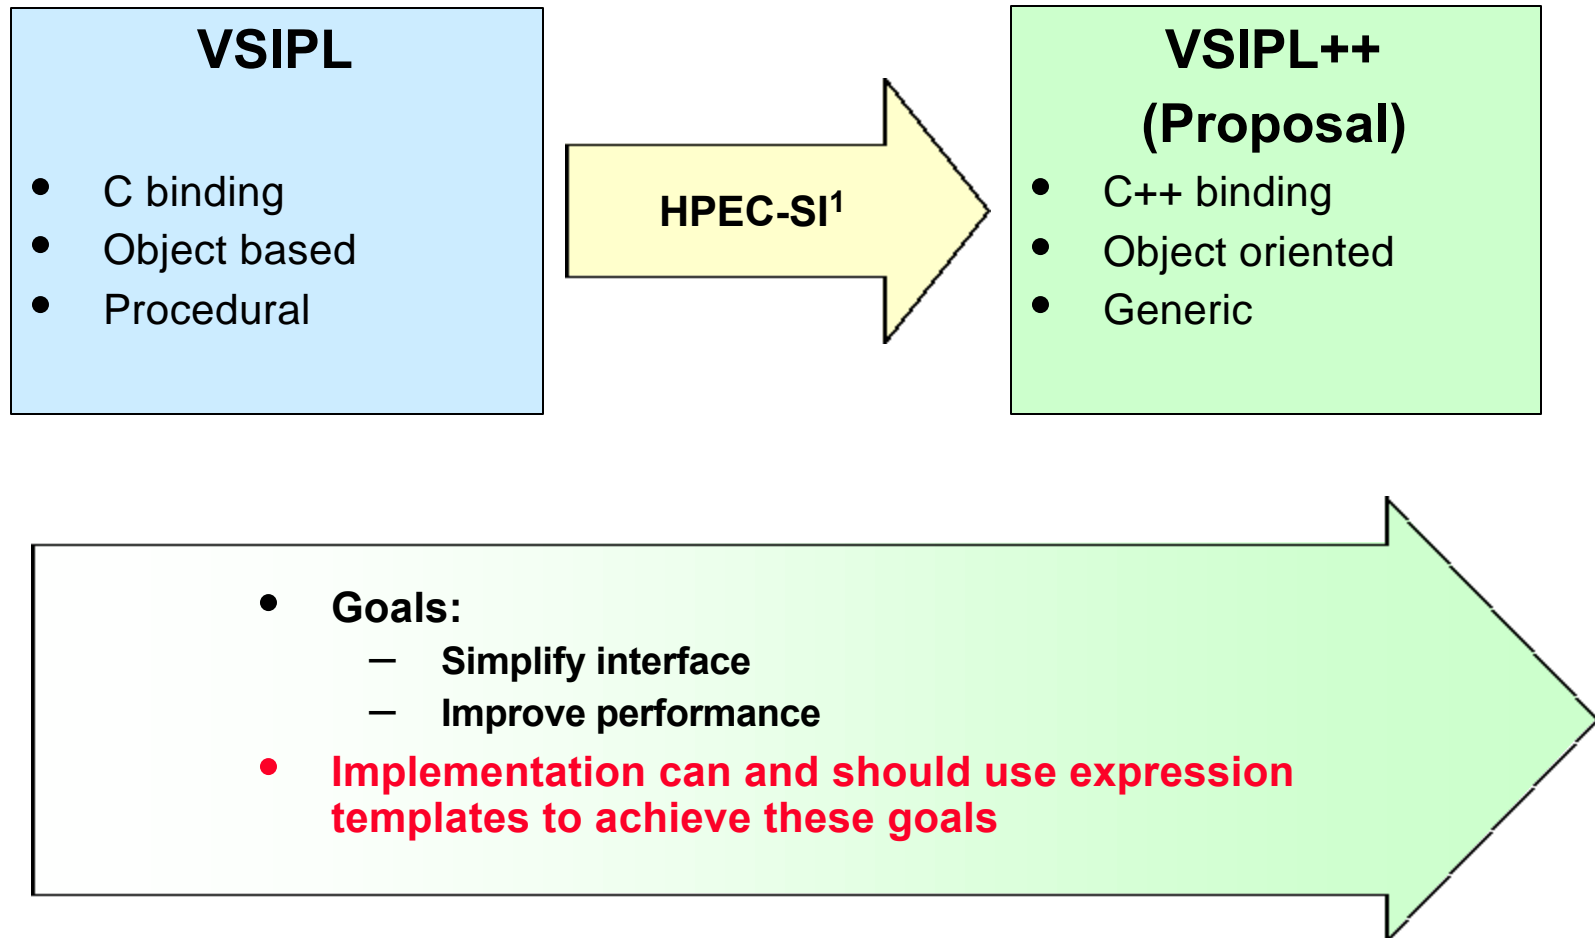 VSIPL
• C binding
• Object based
• Procedural
HPEC-SI¹
VSIPL++
(Proposal)
• C++ binding
• Object oriented
• Generic
• Goals:
– Simplify interface
– Improve performance
• Implementation can and should use expression
templates to achieve these goals